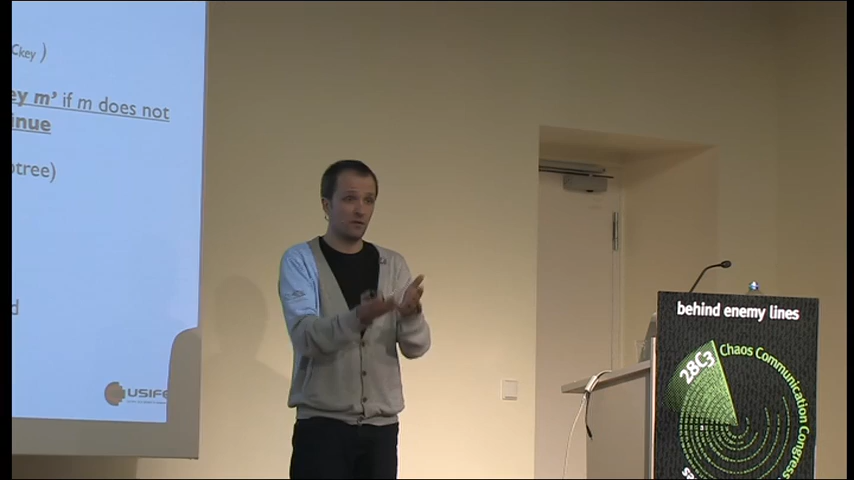 Ckey )
ey m’ if m does not
inue
otree)
d
USIF
behind enemy lines
28C3
Chaos Communication Congress